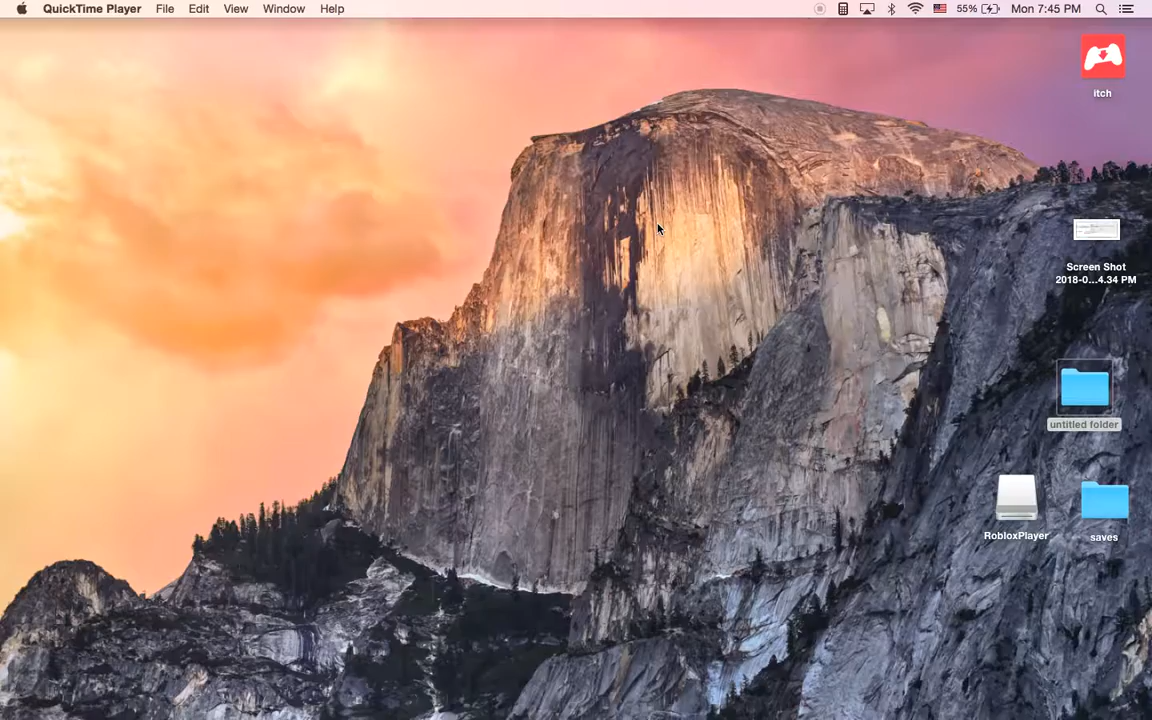 QuickTime Player File Edit View Window Help 55% Mon 7:45 PM
itch
Screen Shot
2018-0...4.34 PM
untitled folder
RobloxPlayer
saves